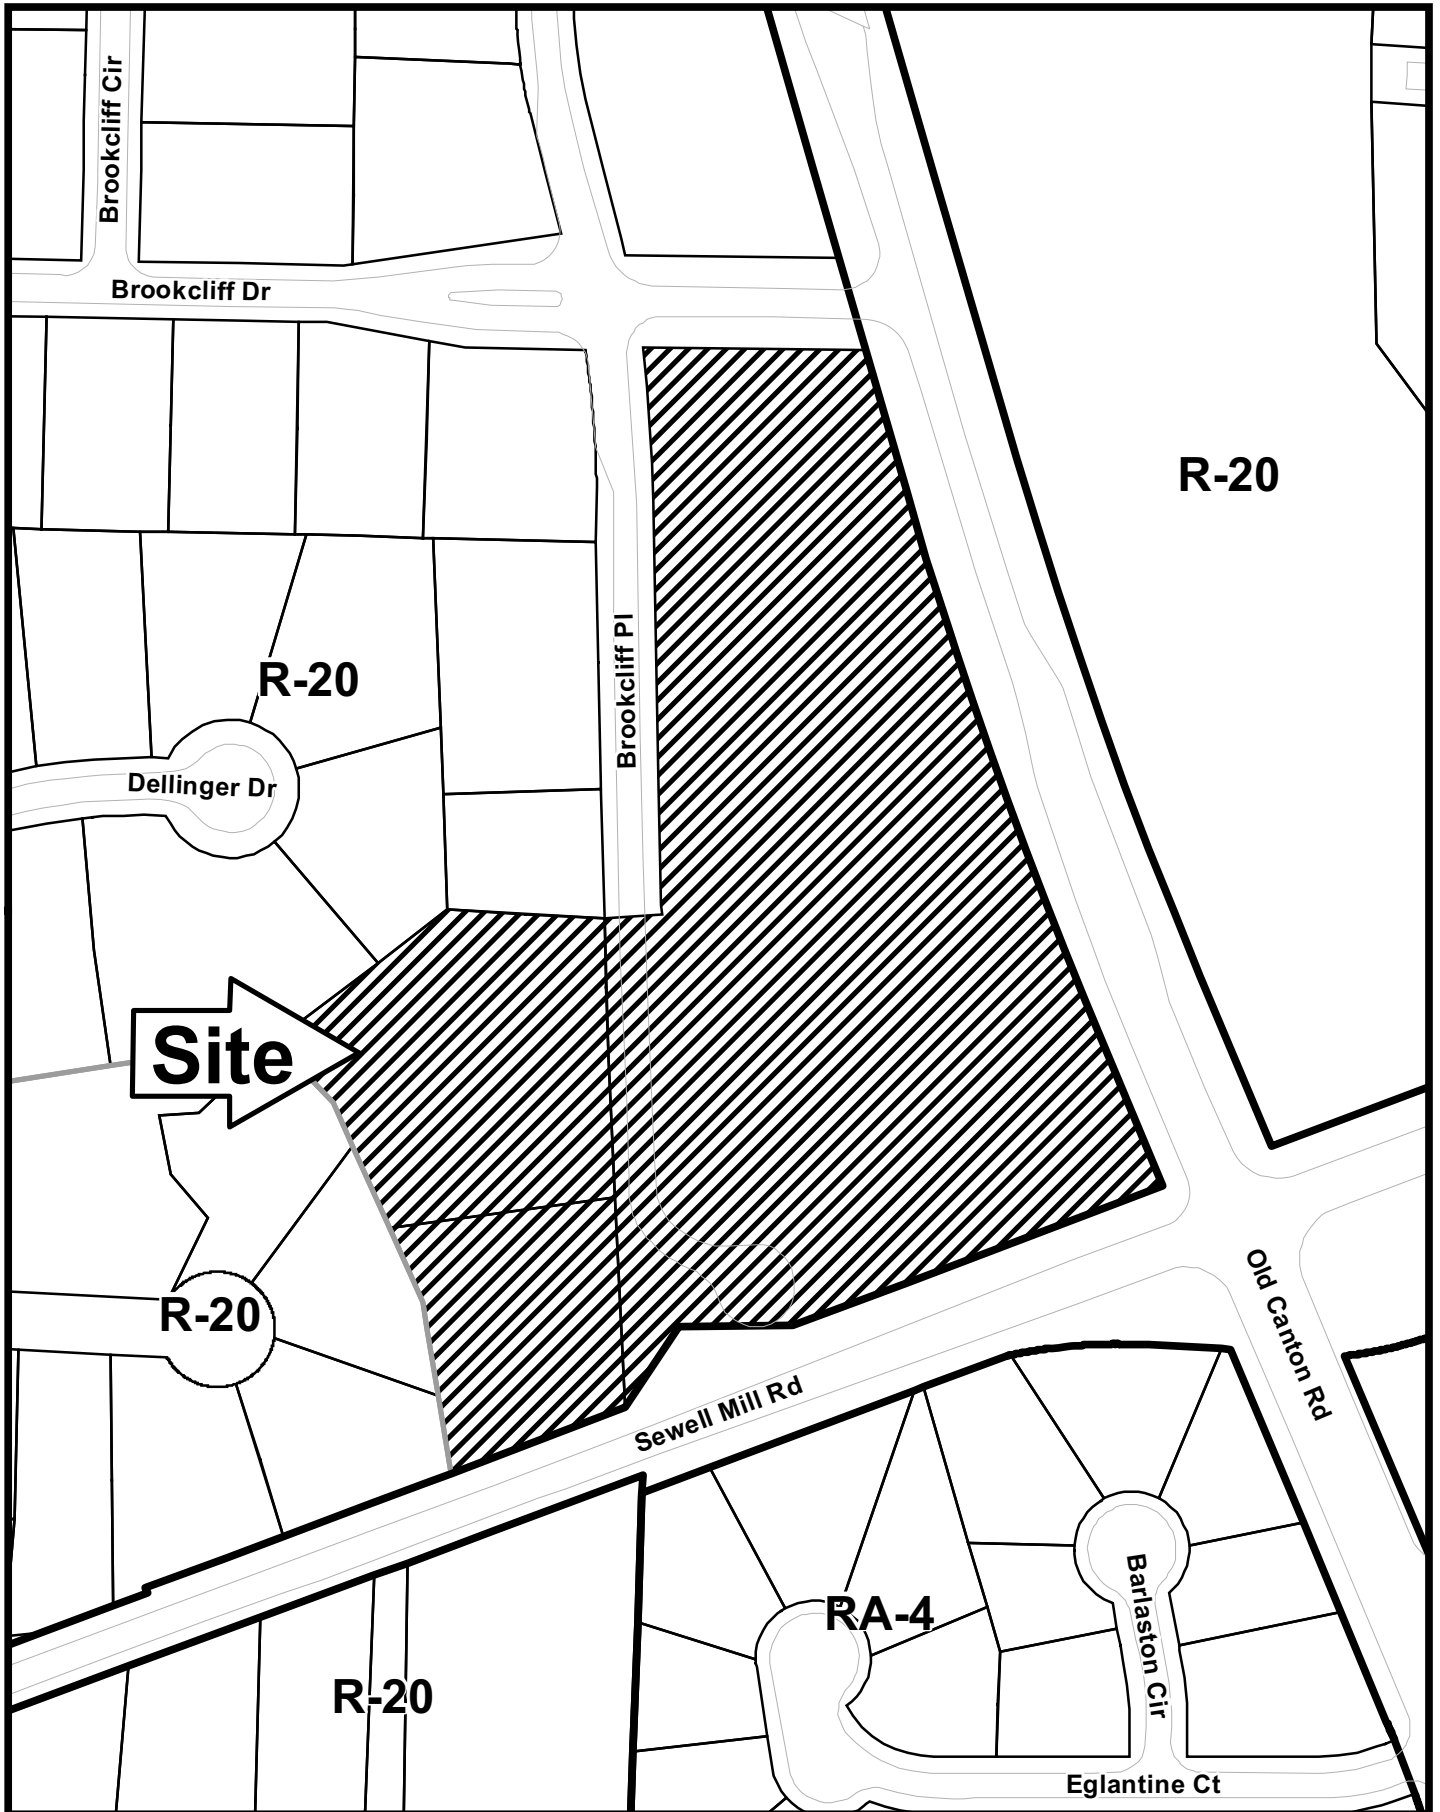 Brookcliff Cir
Brookcliff Dr
R-20
Brookcliff Pl
R-20
Dellinger Dr
Site
R-20
Old Canton Rd
Sewell Mill Rd
Barlaston Cir
RA-4
R-20
Eglantine Ct